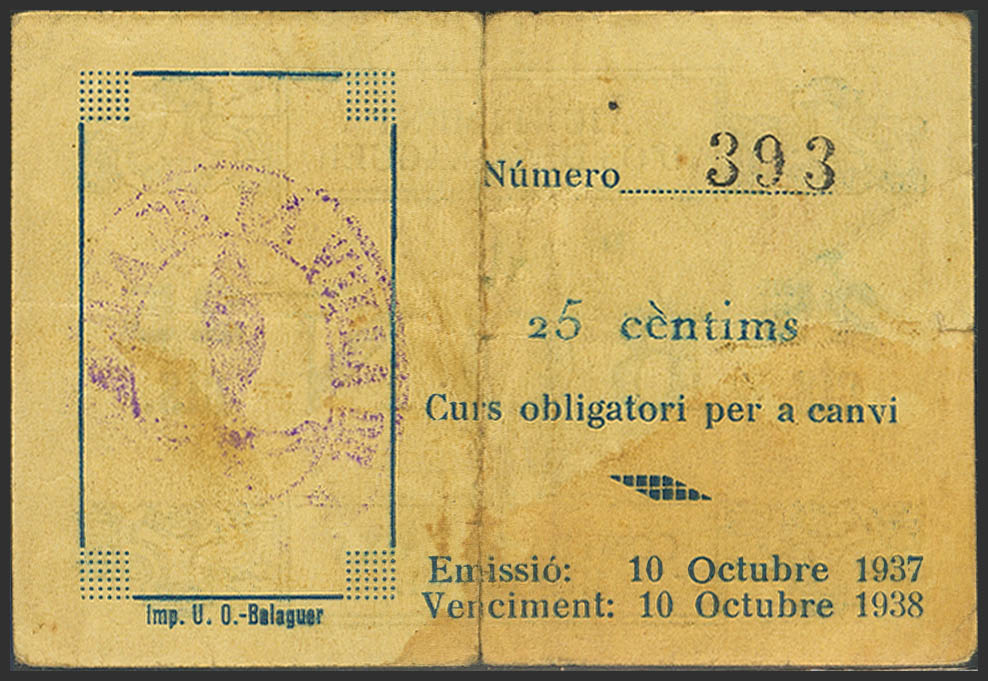 Número 393
25 cèntims
Curs obligatori per a canvi
Emissió: 10 Octubre 1937
Venciment: 10 Octubre 1938
Imp. U. O.-Balaguer